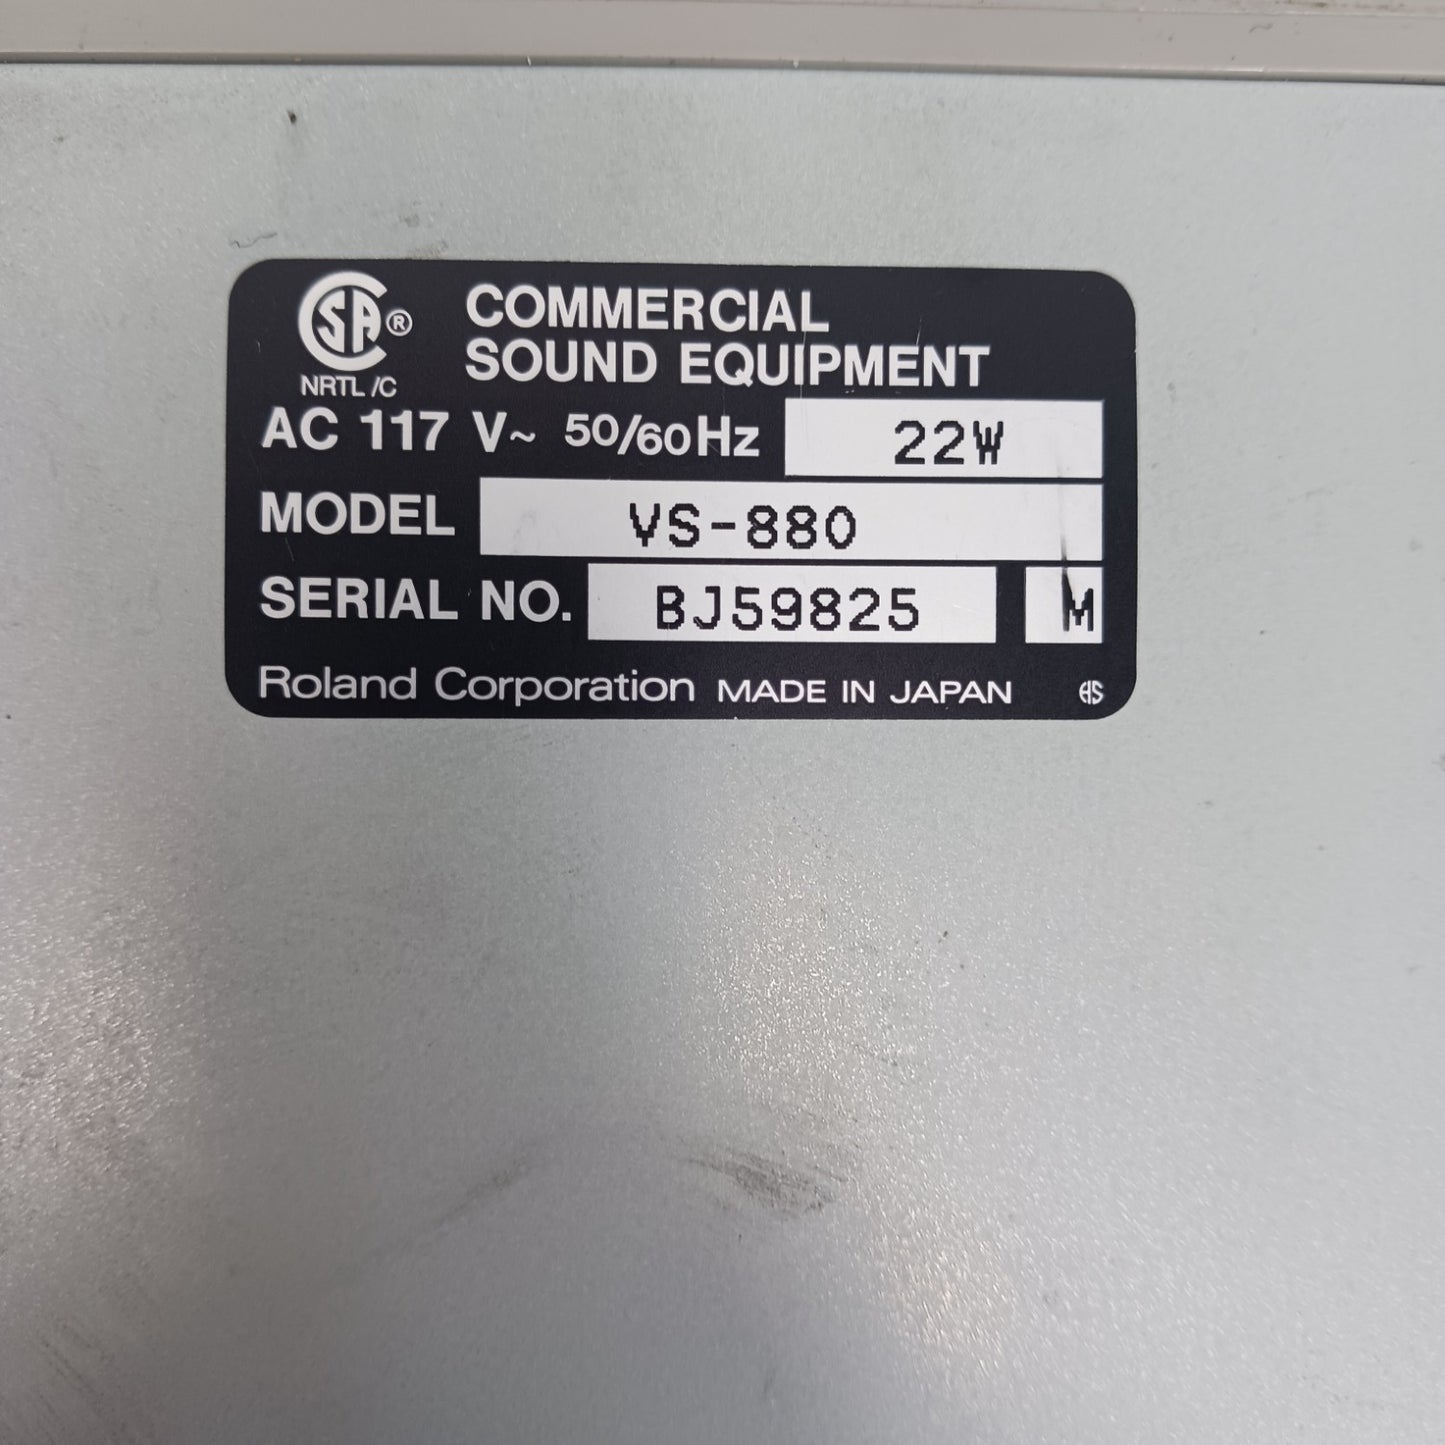 CSA® COMMERCIAL
NRTL /C SOUND EQUIPMENT
AC 117 V~ 50/60Hz 22W
MODEL VS-880
SERIAL NO. BJ59825 M
Roland Corporation MADE IN JAPAN AS